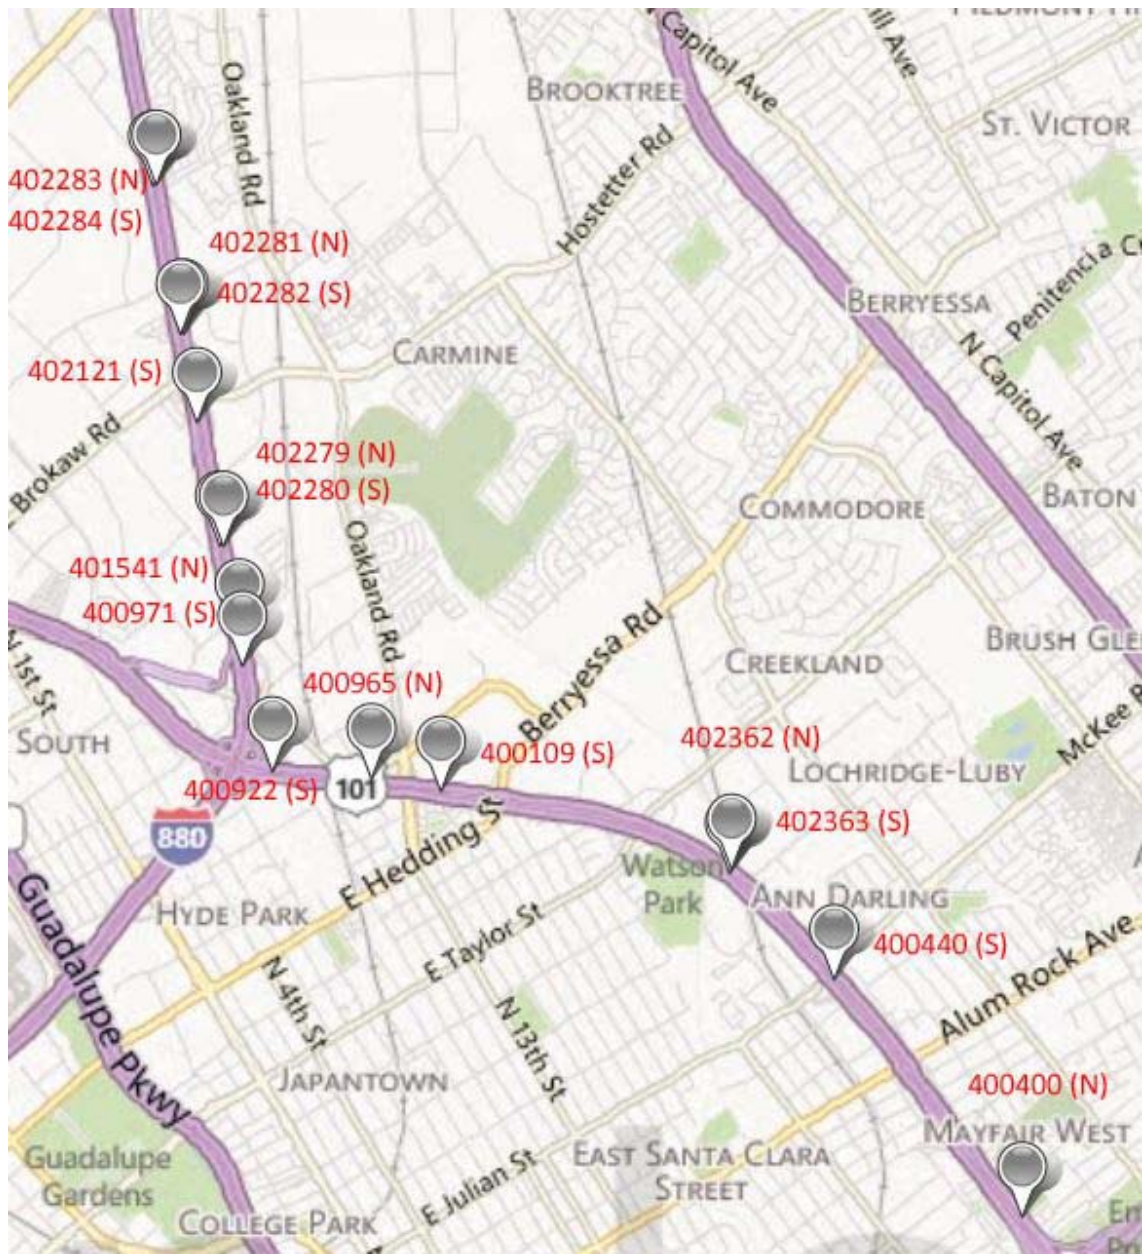 Capitol Ave
Hill Ave
Oakland Rd
BROOKTREE
ST. VICTOR
402283 (N)
402284 (S)
Hostetter Rd
402281 (N)
402282 (S)
BERRYESSA
Penitencia
402121 (S)
CARMINE
N Capitol Ave
Brokaw Rd
402279 (N)
402280 (S)
COMMODORE
BATON
401541 (N)
400971 (S)
Oakland Rd
N 1st St
Berryessa Rd
CREEKLAND
BRUSH GLE
400965 (N)
McKee R
SOUTH
400109 (S)
402362 (N)
LOCHRIDGE-LUBY
400922 (S)
101
880
402363 (S)
E Hedding St
Watson
Park
ANN DARLING
HYDE PARK
Guadalupe Pkwy
E Taylor St
400440 (S)
Alum Rock Ave
N 4th St
N 13th St
JAPANTOWN
400400 (N)
MAYFAIR WEST
Guadalupe
Gardens
EAST SANTA CLARA
STREET
E Julian St
COLLEGE PARK